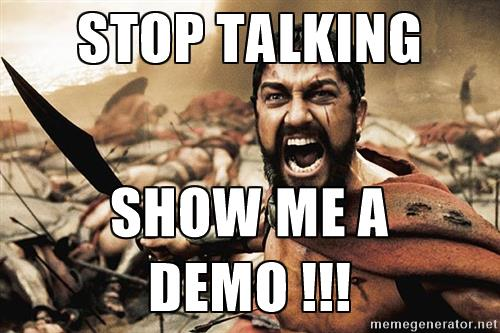 STOP TALKING
SHOW ME A
DEMO !!!
memegenerator.net